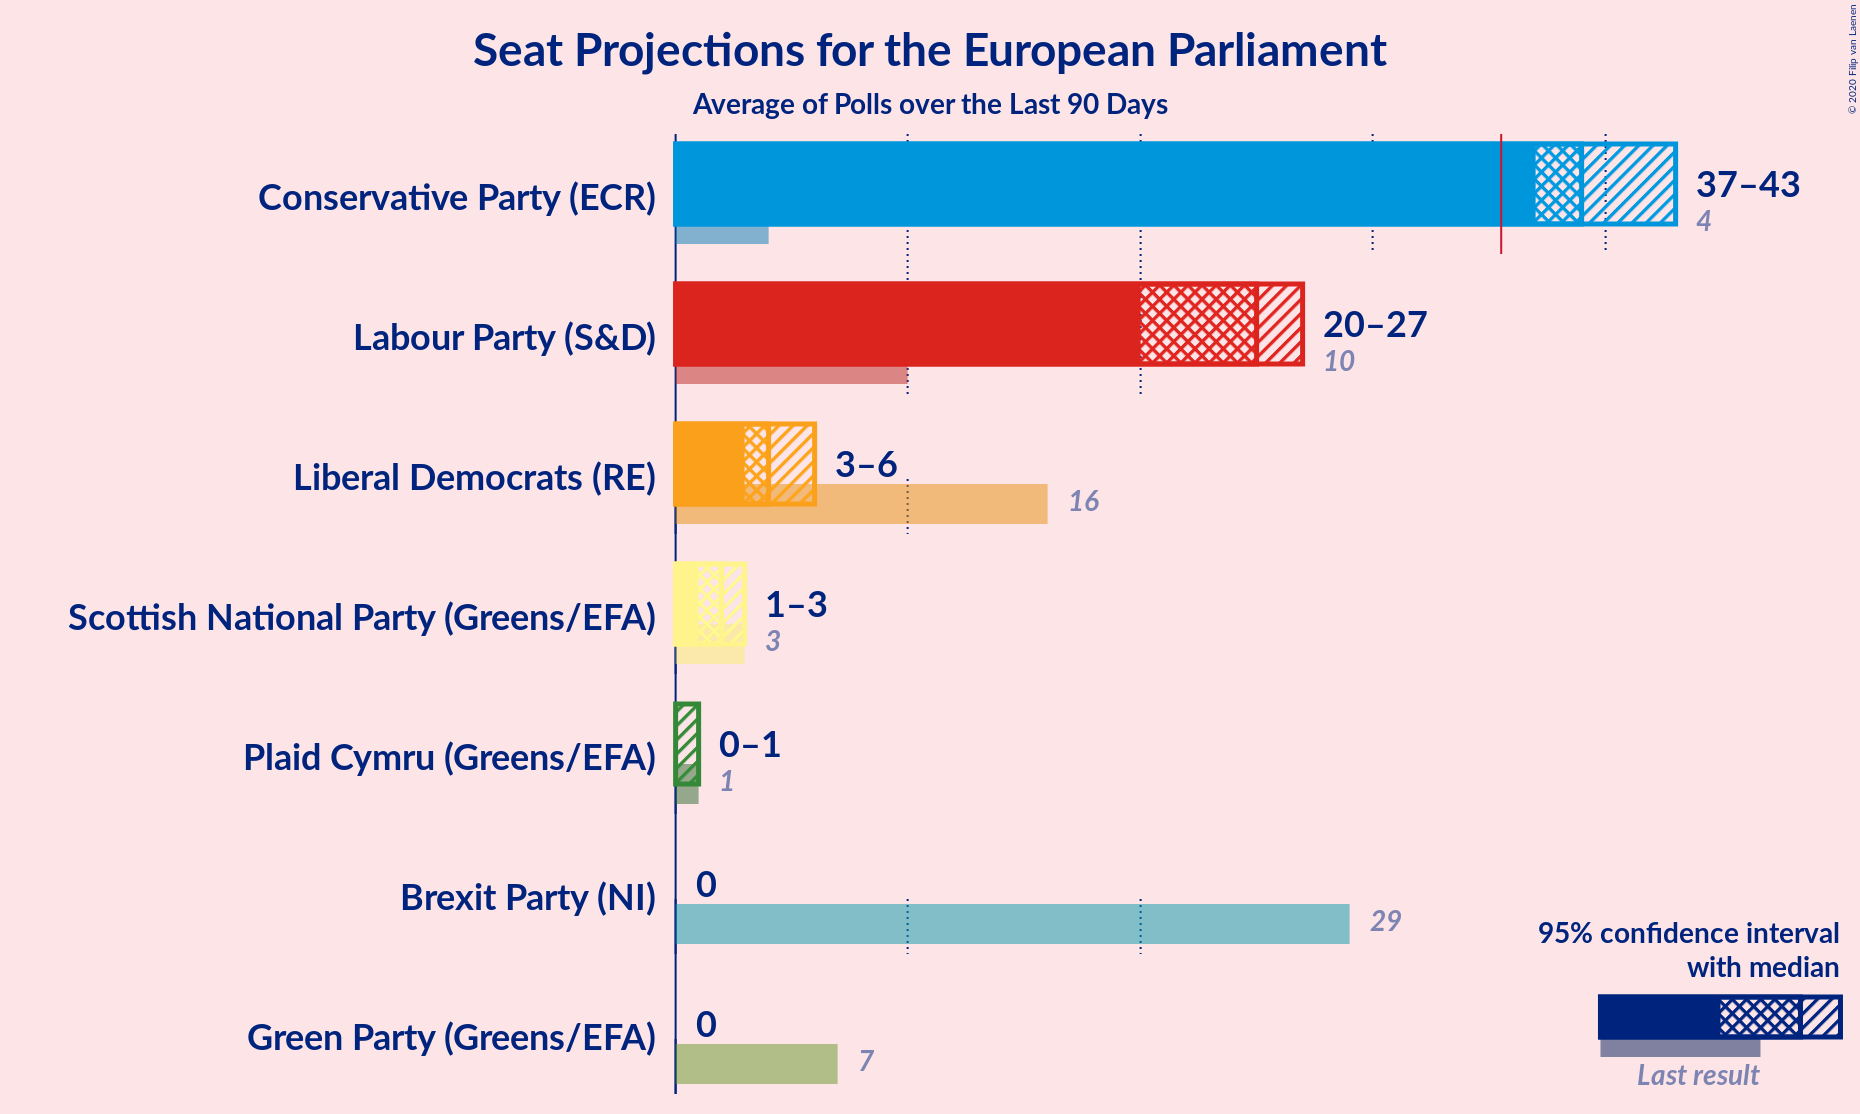 Seat Projections for the European Parliament
Average of Polls over the Last 90 Days
© 2020 Filip van Laenen
Conservative Party (ECR)
37–43
4
Labour Party (S&D)
20–27
10
Liberal Democrats (RE)
3–6
16
Scottish National Party (Greens/EFA)
1–3
3
Plaid Cymru (Greens/EFA)
0–1
1
Brexit Party (NI)
0
29
Green Party (Greens/EFA)
0
7
95% confidence interval
with median
Last result